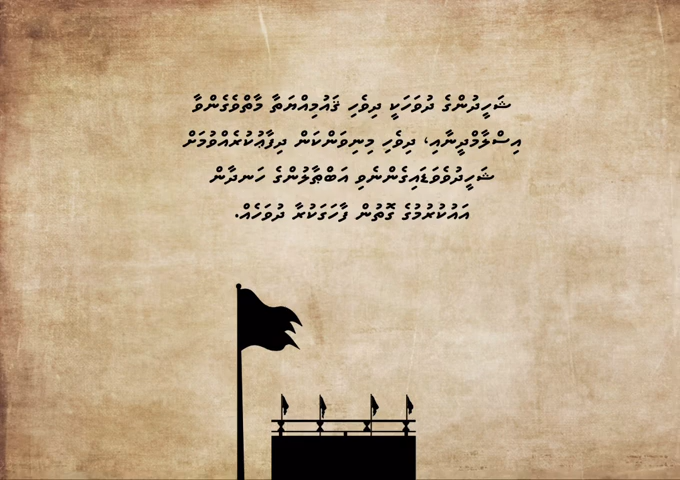 ޝަހީދުންގެ ދުވަހަކީ ދިވެހި ޤައުމިއްޔަތާ މާތްވެގެންވާ
އިސްލާމްދީނާއި، ދިވެހި މިނިވަންކަން ދިފާޢުކުރެއްވުމަށް
ޝަހީދުވެވަޑައިގެންނެވި އަބްޠާލުންގެ ހަނދާން
އައުކުރުމުގެ ގޮތުން ފާހަގަކުރާ ދުވަހެއް.